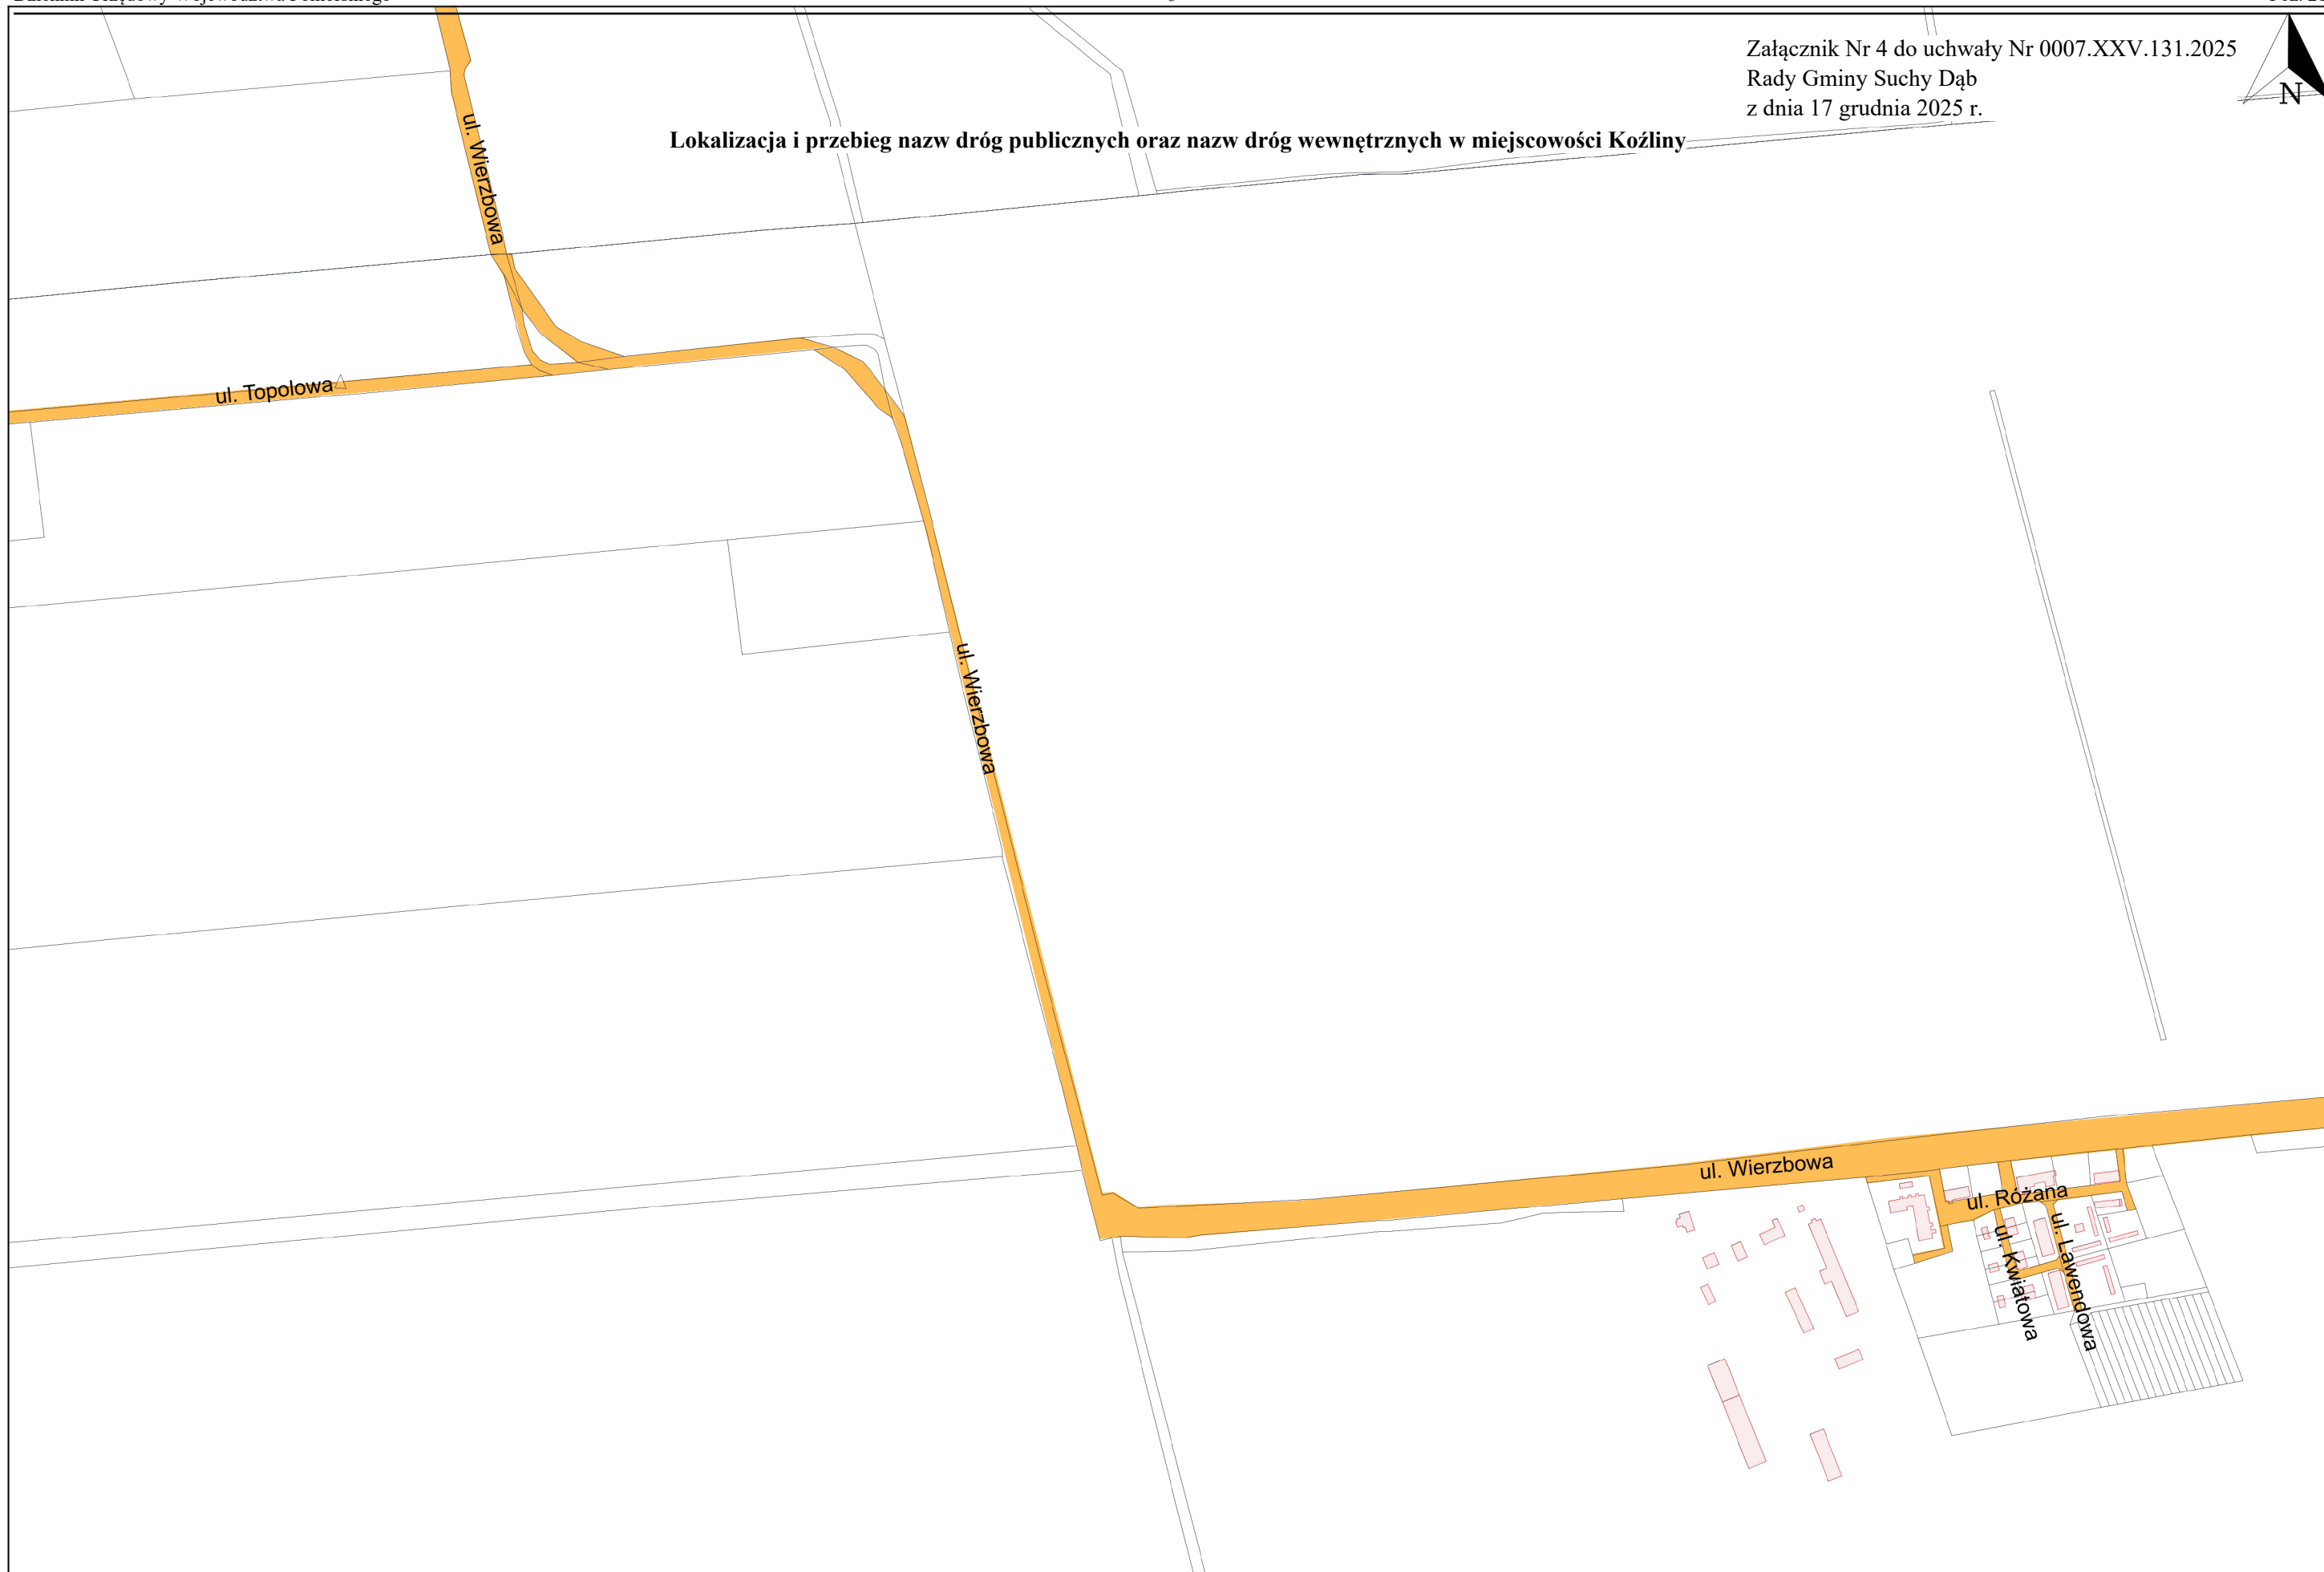 Załącznik Nr 4 do uchwały Nr 0007.XXV.131.2025
Rady Gminy Suchy Dąb
z dnia 17 grudnia 2025 r.
N
Lokalizacja i przebieg nazw dróg publicznych oraz nazw dróg wewnętrznych w miejscowości Koźliny
ul. Wierzbowa
ul. Topolowa
ul. Wierzbowa
ul. Wierzbowa
ul. Różana
ul. Kwiatowa
ul. Lawendowa